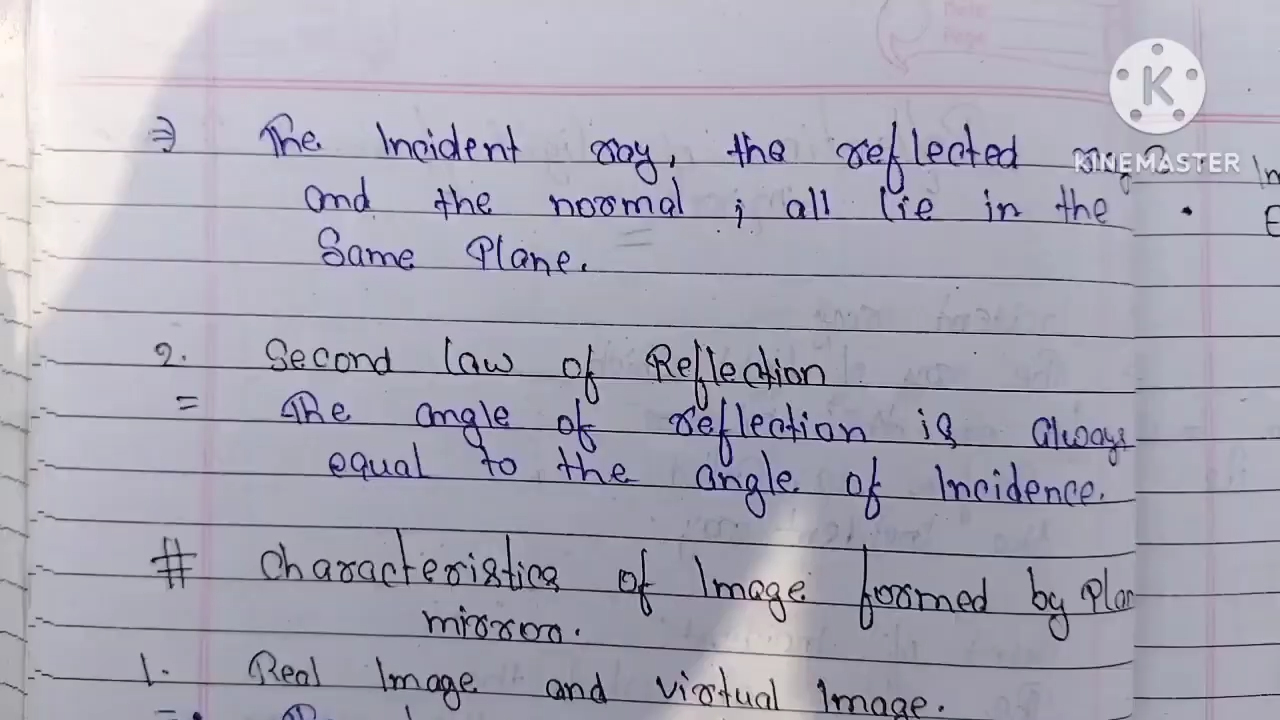 ⇒ The Incident ray, the reflected ray
and the normal ; all lie in the
Same Plane.
2. Second law of Reflection
= The angle of reflection is always
equal to the angle of Incidence.
# Characteristics of Image formed by Plan
mirror.
1. Real Image and virtual Image.
K
KINEMASTER